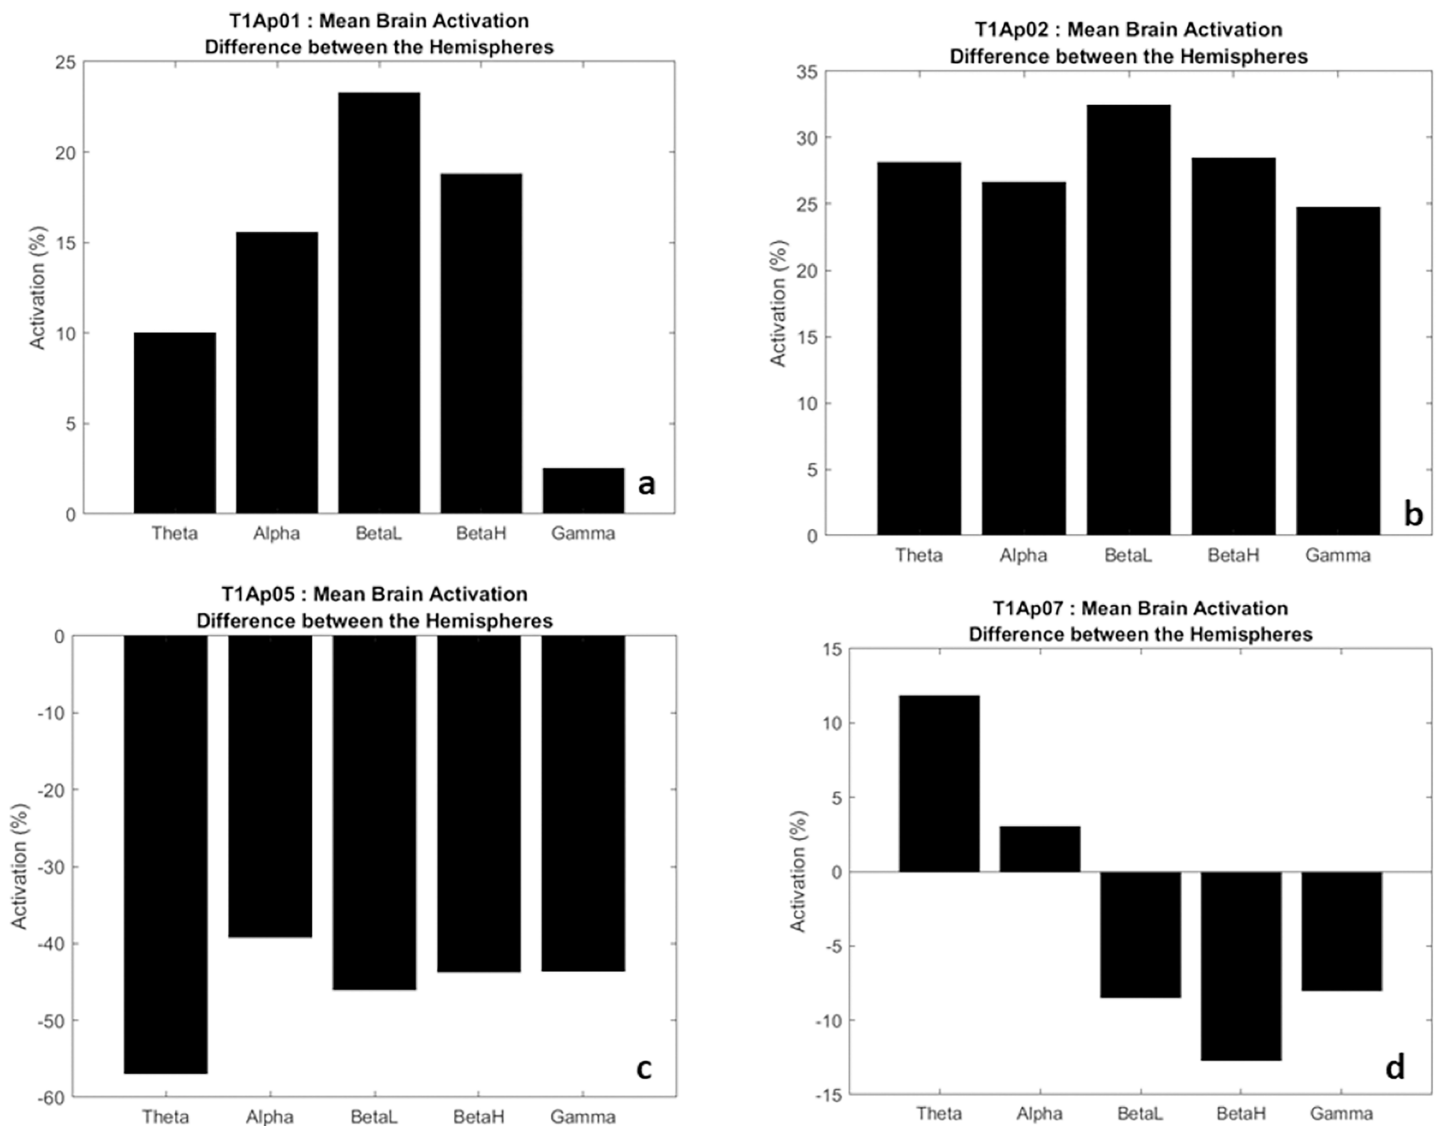 T1Ap01 : Mean Brain Activation
Difference between the Hemispheres
25
20
15
10
5
0
Activation (%)
Theta Alpha BetaL BetaH Gamma
a
T1Ap02 : Mean Brain Activation
Difference between the Hemispheres
35
30
25
20
15
10
5
0
Activation (%)
Theta Alpha BetaL BetaH Gamma
b
T1Ap05 : Mean Brain Activation
Difference between the Hemispheres
0
-10
-20
-30
-40
-50
-60
Activation (%)
Theta Alpha BetaL BetaH Gamma
c
T1Ap07 : Mean Brain Activation
Difference between the Hemispheres
15
10
5
0
-5
-10
-15
Activation (%)
Theta Alpha BetaL BetaH Gamma
d